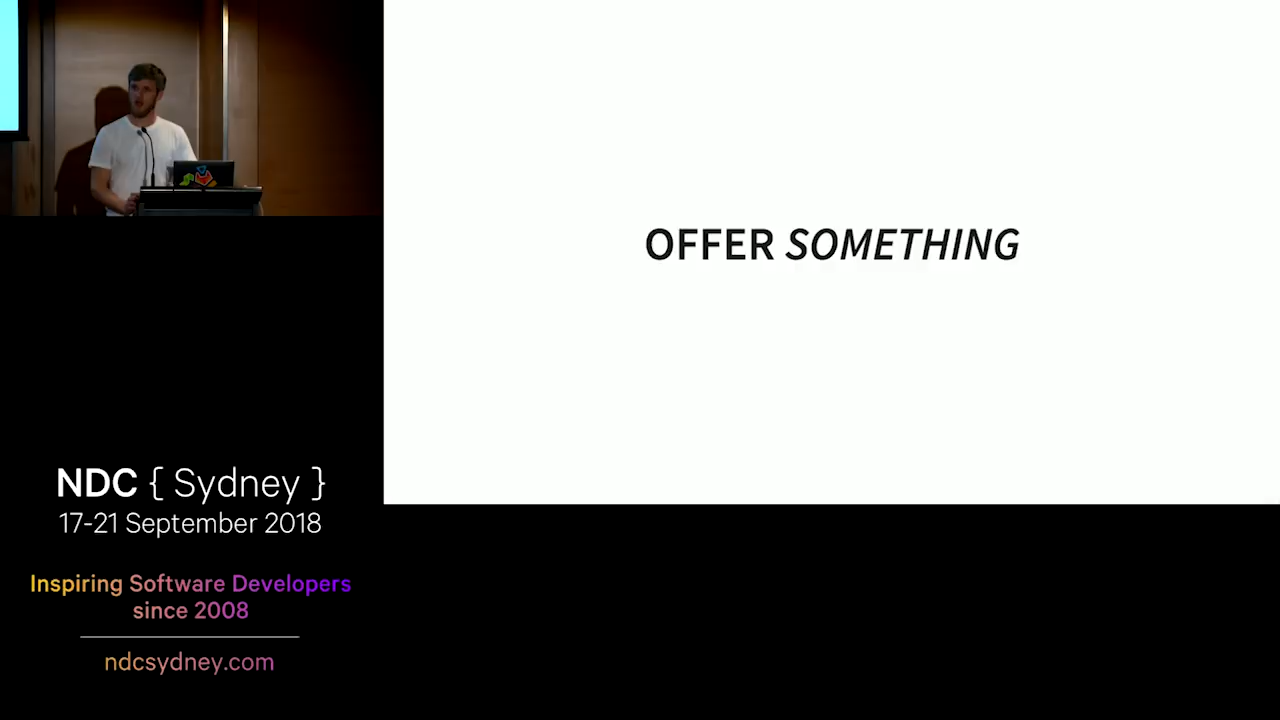 OFFER SOMETHING
NDC { Sydney }
17-21 September 2018
Inspiring Software Developers
since 2008
ndcsydney.com